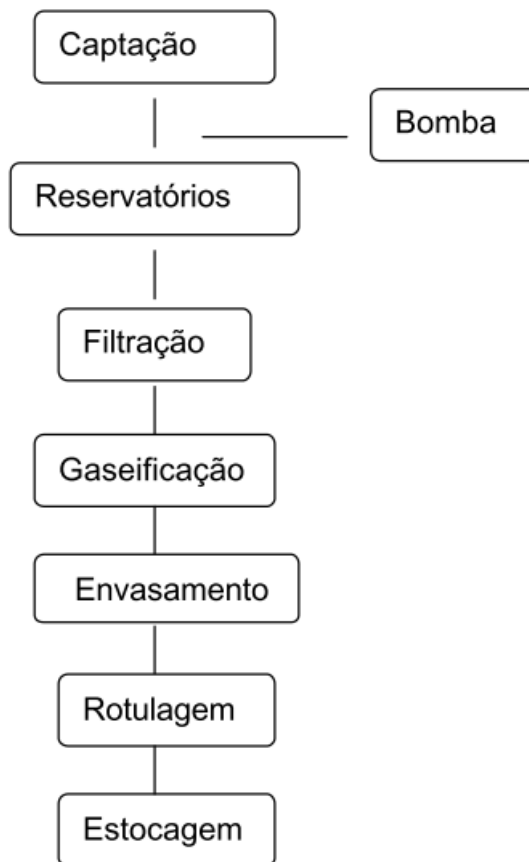 Captação
Bomba
Reservatórios
Filtração
Gaseificação
Envasamento
Rotulagem
Estocagem